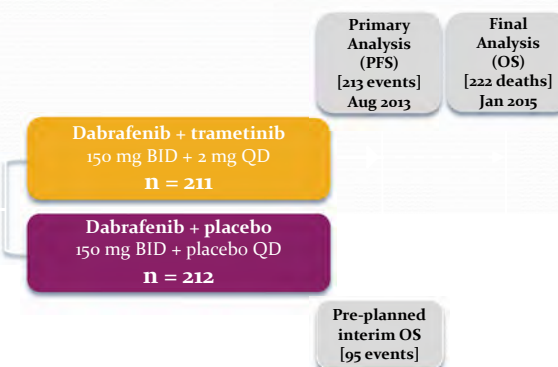 Primary
Analysis
(PFS)
[213 events]
Aug 2013
Final
Analysis
(OS)
[222 deaths]
Jan 2015
Dabrafenib + trametinib
150 mg BID + 2 mg QD
n = 211
Dabrafenib + placebo
150 mg BID + placebo QD
n = 212
Pre-planned
interim OS
[95 events]